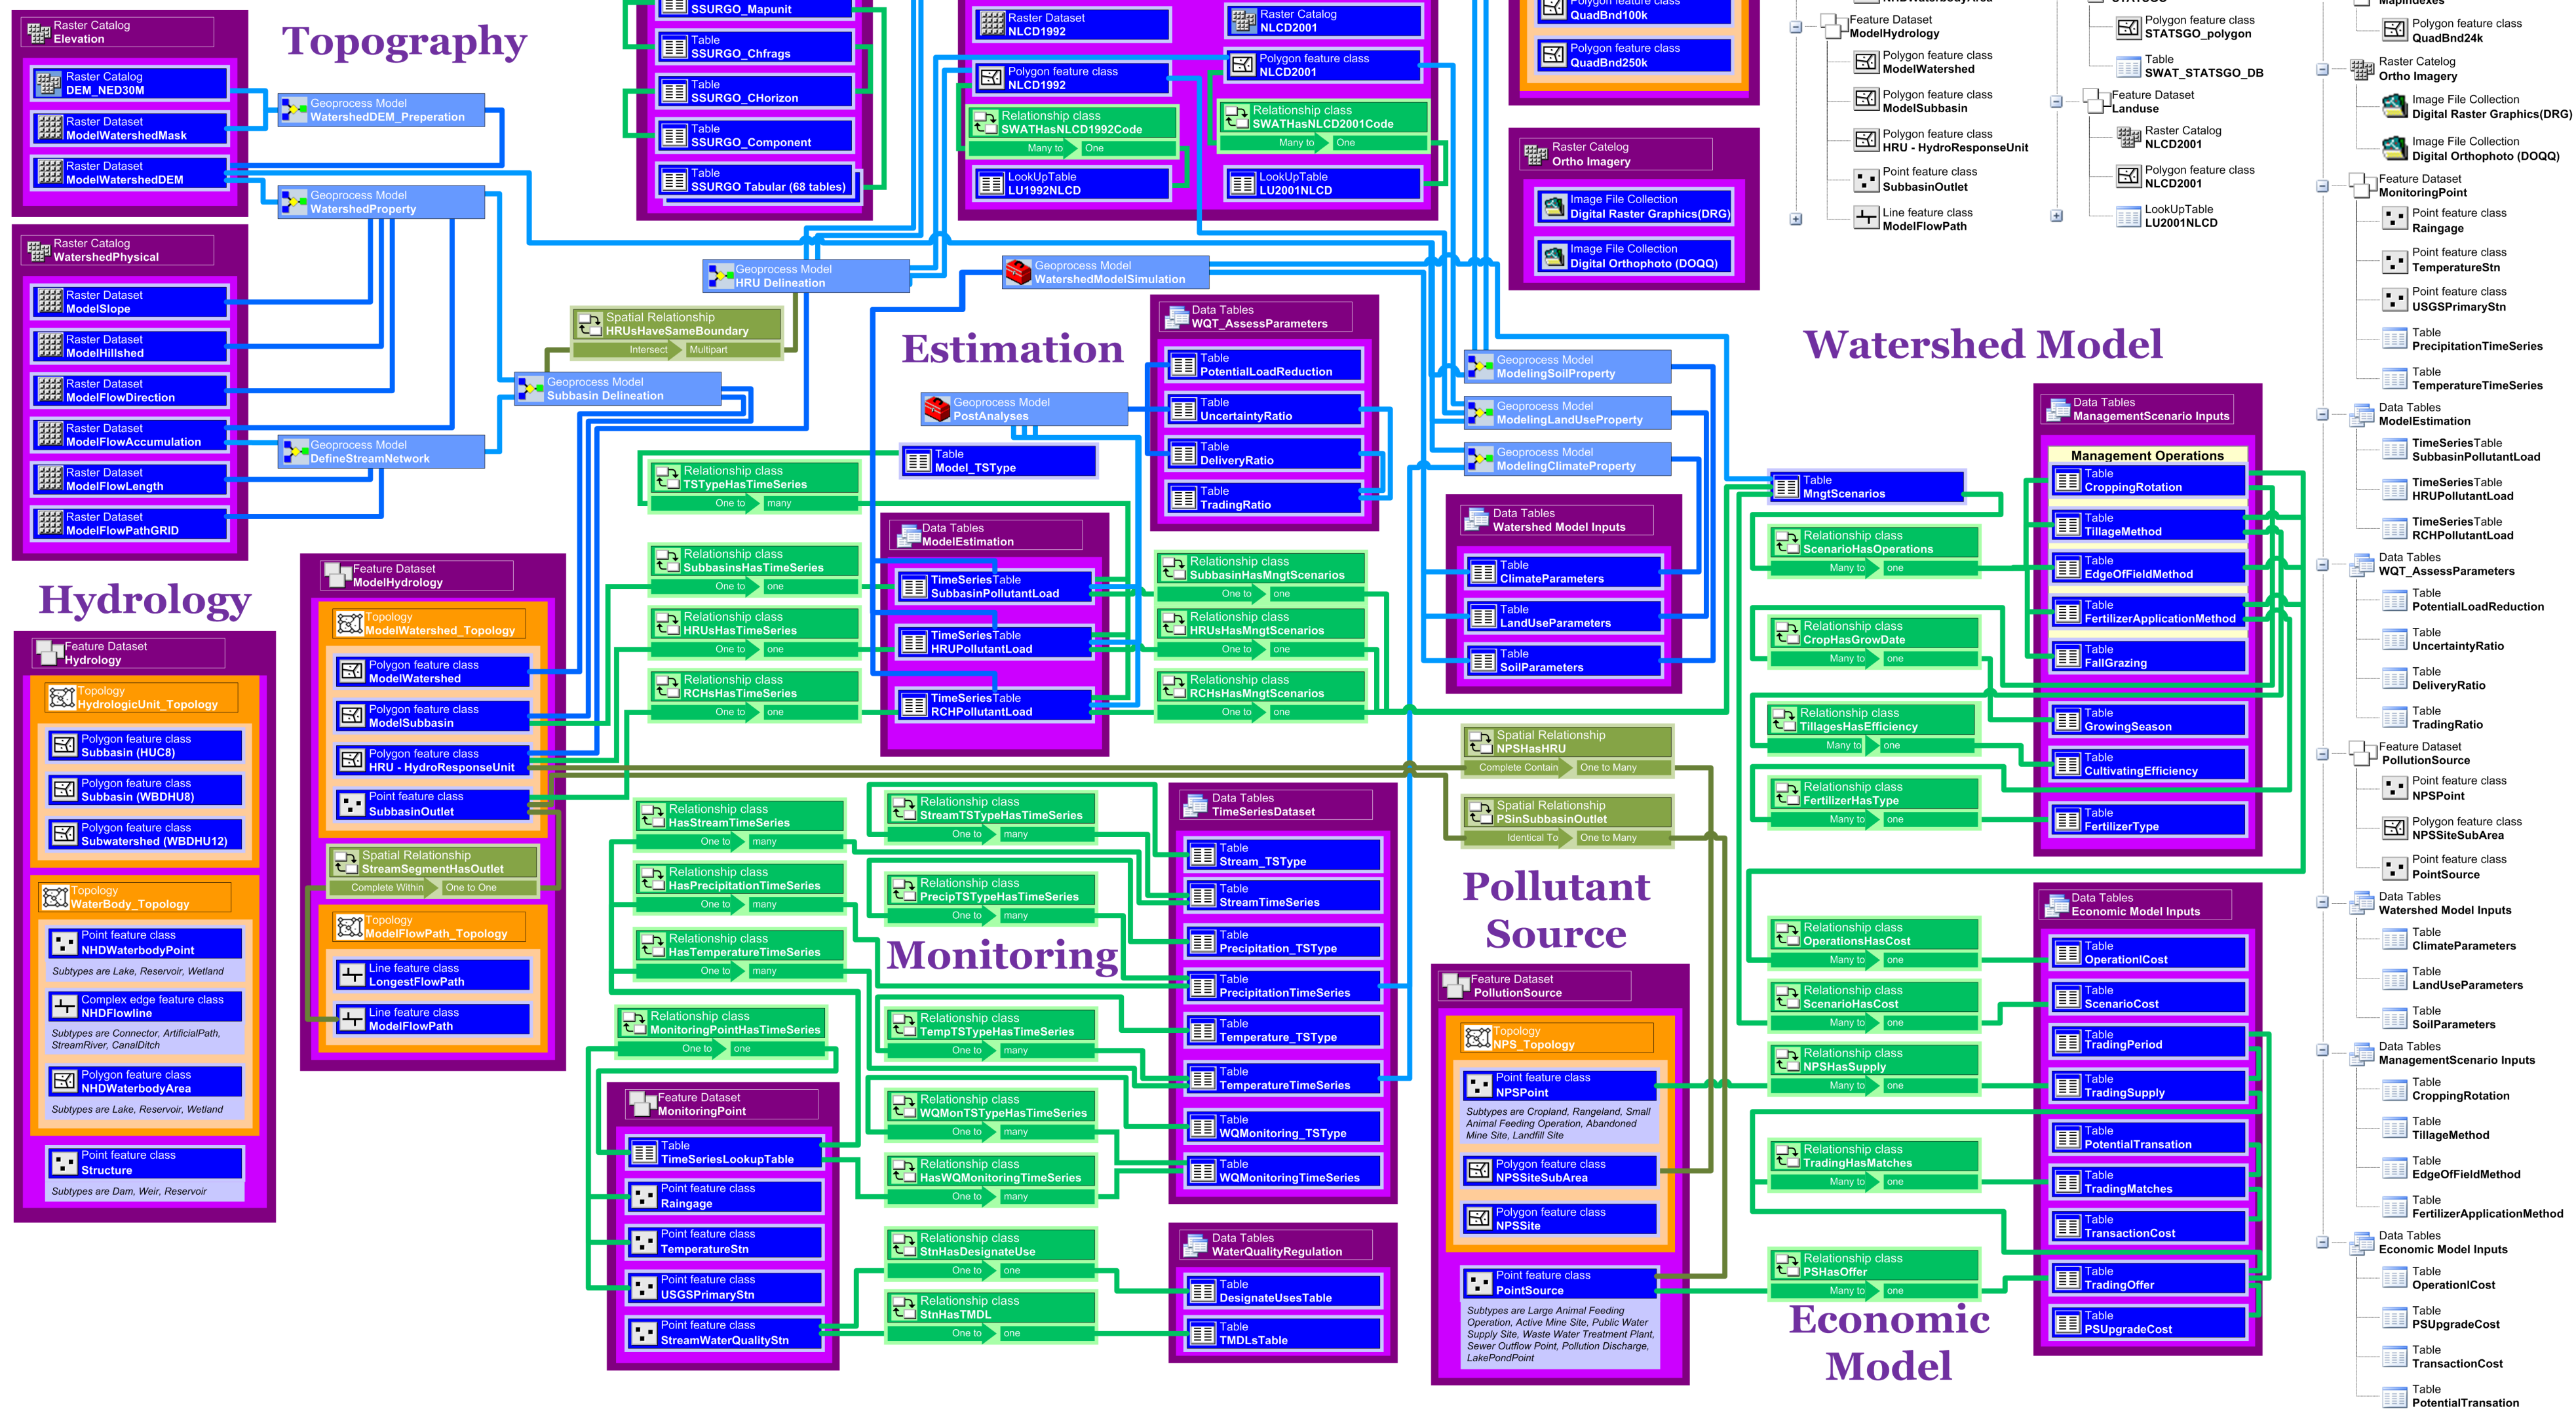 Raster Catalog
Elevation
Raster Catalog
DEM_NED30M
Raster Dataset
ModelWatershedMask
Raster Dataset
ModelWatershedDEM
Topography
Geoprocess Model
WatershedDEM_Preperation
Geoprocess Model
WatershedProperty
Raster Catalog
WatershedPhysical
Raster Dataset
ModelSlope
Raster Dataset
ModelHillshed
Raster Dataset
ModelFlowDirection
Raster Dataset
ModelFlowAccumulation
Raster Dataset
ModelFlowLength
Raster Dataset
ModelFlowPathGRID
Geoprocess Model
DefineStreamNetwork
Hydrology
Feature Dataset
Hydrology
Topology
HydrologicUnit_Topology
Polygon feature class
Subbasin (HUC8)
Polygon feature class
Subbasin (WBDHU8)
Polygon feature class
Subwatershed (WBDHU12)
Topology
WaterBody_Topology
Point feature class
NHDWaterbodyPoint
Subtypes are Lake, Reservoir, Wetland
Complex edge feature class
NHDFlowline
Subtypes are Connector, ArtificialPath,
StreamRiver, CanalDitch
Polygon feature class
NHDWaterbodyArea
Subtypes are Lake, Reservoir, Wetland
Point feature class
Structure
Subtypes are Dam, Weir, Reservoir
Feature Dataset
ModelHydrology
Topology
ModelWatershed_Topology
Polygon feature class
ModelWatershed
Polygon feature class
ModelSubbasin
Polygon feature class
HRU - HydroResponseUnit
Point feature class
SubbasinOutlet
Spatial Relationship
StreamSegmentHasOutlet
Complete Within One to One
Topology
ModelFlowPath_Topology
Line feature class
LongestFlowPath
Line feature class
ModelFlowPath
SSURGO_Mapunit
Table
SSURGO_Chfrags
Table
SSURGO_CHorizon
Table
SSURGO_Component
Table
SSURGO Tabular (68 tables)
Raster Dataset
NLCD1992
Raster Catalog
NLCD2001
Polygon feature class
NLCD1992
Polygon feature class
NLCD2001
Relationship class
SWATHasNLCD1992Code
Many to One
Relationship class
SWATHasNLCD2001Code
Many to One
LookUpTable
LU1992NLCD
LookUpTable
LU2001NLCD
Geoprocess Model
HRU Delineation
Geoprocess Model
WatershedModelSimulation
Spatial Relationship
HRUsHaveSameBoundary
Intersect Multipart
Geoprocess Model
Subbasin Delineation
Estimation
Geoprocess Model
PostAnalyses
Table
Model_TSType
Data Tables
WQT_AssessParameters
Table
PotentialLoadReduction
Table
UncertaintyRatio
Table
DeliveryRatio
Table
TradingRatio
Relationship class
TSTypeHasTimeSeries
One to many
Relationship class
SubbasinsHasTimeSeries
One to one
Relationship class
HRUsHasTimeSeries
One to one
Relationship class
RCHsHasTimeSeries
One to one
Data Tables
ModelEstimation
TimeSeriesTable
SubbasinPollutantLoad
TimeSeriesTable
HRUPollutantLoad
TimeSeriesTable
RCHPollutantLoad
Relationship class
SubbasinHasMngtScenarios
One to one
Relationship class
HRUsHasMngtScenarios
One to one
Relationship class
RCHsHasMngtScenarios
One to one
Relationship class
HasStreamTimeSeries
One to many
Relationship class
HasPrecipitationTimeSeries
One to many
Relationship class
HasTemperatureTimeSeries
One to many
Relationship class
MonitoringPointHasTimeSeries
One to one
Relationship class
StreamTSTypeHasTimeSeries
One to many
Relationship class
PrecipTSTypeHasTimeSeries
One to many
Monitoring
Relationship class
TempTSTypeHasTimeSeries
One to many
Relationship class
WQMonTSTypeHasTimeSeries
One to many
Relationship class
HasWQMonitoringTimeSeries
One to many
Relationship class
StnHasDesignateUse
One to one
Relationship class
StnHasTMDL
One to one
Feature Dataset
MonitoringPoint
Table
TimeSeriesLookupTable
Point feature class
Raingage
Point feature class
TemperatureStn
Point feature class
USGSPrimaryStn
Point feature class
StreamWaterQualityStn
Data Tables
TimeSeriesDataset
Table
Stream_TSType
Table
StreamTimeSeries
Table
Precipitation_TSType
Table
PrecipitationTimeSeries
Table
Temperature_TSType
Table
TemperatureTimeSeries
Table
WQMonitoring_TSType
Table
WQMonitoringTimeSeries
Data Tables
WaterQualityRegulation
Table
DesignateUsesTable
Table
TMDLsTable
Polygon feature class
QuadBnd100k
Polygon feature class
QuadBnd250k
Raster Catalog
Ortho Imagery
Image File Collection
Digital Raster Graphics(DRG)
Image File Collection
Digital Orthophoto (DOQQ)
Geoprocess Model
ModelingSoilProperty
Geoprocess Model
ModelingLandUseProperty
Geoprocess Model
ModelingClimateProperty
Data Tables
Watershed Model Inputs
Table
ClimateParameters
Table
LandUseParameters
Table
SoilParameters
Spatial Relationship
NPSHasHRU
Complete Contain One to Many
Spatial Relationship
PSinSubbasinOutlet
Identical To One to Many
Pollutant
Source
Feature Dataset
PollutionSource
Topology
NPS_Topology
Point feature class
NPSPoint
Subtypes are Cropland, Rangeland, Small
Animal Feeding Operation, Abandoned
Mine Site, Landfill Site
Polygon feature class
NPSSiteSubArea
Polygon feature class
NPSSite
Point feature class
PointSource
Subtypes are Large Animal Feeding
Operation, Active Mine Site, Public Water
Supply Site, Waste Water Treatment Plant,
Sewer Outflow Point, Pollution Discharge,
LakePondPoint
Watershed Model
Table
MngtScenarios
Relationship class
ScenarioHasOperations
Many to one
Relationship class
CropHasGrowDate
Many to one
Relationship class
TillagesHasEfficiency
Many to one
Relationship class
FertilizerHasType
Many to one
Data Tables
ManagementScenario Inputs
Management Operations
Table
CroppingRotation
Table
TillageMethod
Table
EdgeOfFieldMethod
Table
FertilizerApplicationMethod
Table
FallGrazing
Table
GrowingSeason
Table
CultivatingEfficiency
Table
FertilizerType
Relationship class
OperationsHasCost
Many to one
Relationship class
ScenarioHasCost
Many to one
Relationship class
NPSHasSupply
Many to one
Relationship class
TradingHasMatches
Many to one
Relationship class
PSHasOffer
Many to one
Economic
Model
Data Tables
Economic Model Inputs
Table
OperationlCost
Table
ScenarioCost
Table
TradingPeriod
Table
TradingSupply
Table
PotentialTransation
Table
TradingMatches
Table
TransactionCost
Table
TradingOffer
Table
PSUpgradeCost
Feature Dataset
ModelHydrology
Polygon feature class
ModelWatershed
Polygon feature class
ModelSubbasin
Polygon feature class
HRU - HydroResponseUnit
Point feature class
SubbasinOutlet
Line feature class
ModelFlowPath
Polygon feature class
STATSGO_polygon
Table
SWAT_STATSGO_DB
Feature Dataset
Landuse
Raster Catalog
NLCD2001
Polygon feature class
NLCD2001
LookUpTable
LU2001NLCD
MapIndexes
Polygon feature class
QuadBnd24k
Raster Catalog
Ortho Imagery
Image File Collection
Digital Raster Graphics(DRG)
Image File Collection
Digital Orthophoto (DOQQ)
Feature Dataset
MonitoringPoint
Point feature class
Raingage
Point feature class
TemperatureStn
Point feature class
USGSPrimaryStn
Table
PrecipitationTimeSeries
Table
TemperatureTimeSeries
Data Tables
ModelEstimation
TimeSeriesTable
SubbasinPollutantLoad
TimeSeriesTable
HRUPollutantLoad
TimeSeriesTable
RCHPollutantLoad
Data Tables
WQT_AssessParameters
Table
PotentialLoadReduction
Table
UncertaintyRatio
Table
DeliveryRatio
Table
TradingRatio
Feature Dataset
PollutionSource
Point feature class
NPSPoint
Polygon feature class
NPSSiteSubArea
Point feature class
PointSource
Data Tables
Watershed Model Inputs
Table
ClimateParameters
Table
LandUseParameters
Table
SoilParameters
Data Tables
ManagementScenario Inputs
Table
CroppingRotation
Table
TillageMethod
Table
EdgeOfFieldMethod
Table
FertilizerApplicationMethod
Data Tables
Economic Model Inputs
Table
OperationlCost
Table
PSUpgradeCost
Table
TransactionCost
Table
PotentialTransation